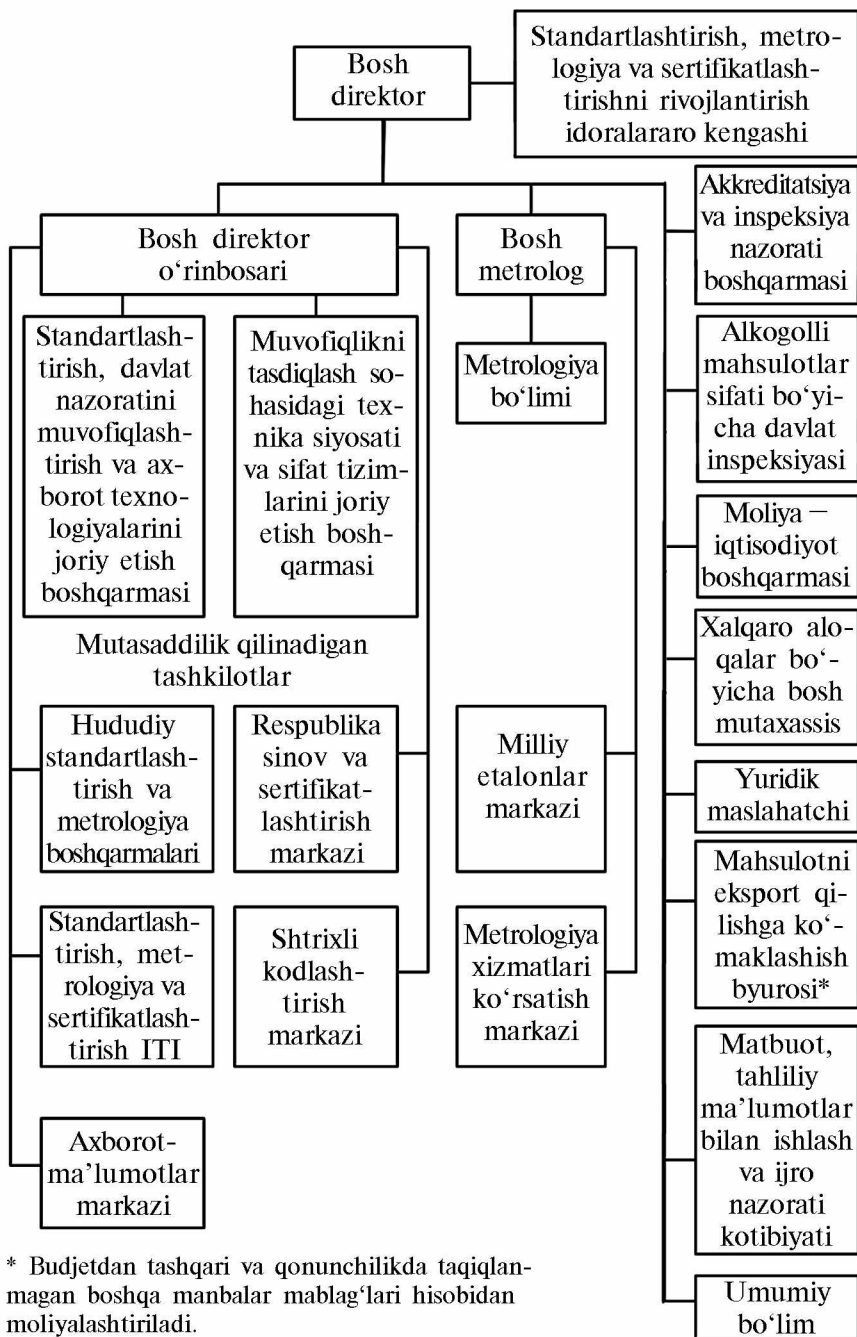 Bosh
direktor
Standartlashtirish, metro-
logiya va sertifikatlash-
tirishni rivojlantirish
idoralararo kengashi
Bosh direktor
o‘rinbosari
Bosh
metrolog
Akkreditatsiya
va inspeksiya
nazorati
boshqarmasi
Standartlash-
tirish, davlat
nazoratini
muvofiqlash-
tirish va ax-
borot texno-
logiyalarini
joriy etish
boshqarmasi
Muvofiqlikni
tasdiqlash so-
hasidagi tex-
nika siyosati
va sifat tizim-
larini joriy
etish bosh-
qarmasi
Metrologiya
bo‘limi
Alkogolli
mahsulotlar
sifati bo‘yi-
cha davlat
inspeksiyasi
Moliya —
iqtisodiyot
boshqarmasi
Xalqaro alo-
qalar bo‘-
yicha bosh
mutaxassis
Mutasaddilik qilinadigan
tashkilotlar
Hududiy
standartlash-
tirish va
metrologiya
boshqarmalari
Respublika
sinov va
sertifikat-
lashtirish
markazi
Milliy
etalonlar
markazi
Yuridik
maslahatchi
Mahsulotni
eksport qi-
lishga ko‘-
maklashish
byurosi*
Standartlash-
tirish, met-
rologiya va
sertifikatlash-
tirish ITI
Shtrixli
kodlash-
tirish
markazi
Metrologiya
xizmatlari
ko‘rsatish
markazi
Matbuot,
tahliliy
ma’lumotlar
bilan ishlash
va ijro
nazorati
kotibiyati
Axborot-
ma’lumotlar
markazi
Umumiy
bo‘lim
* Budjetdan tashqari va qonunchilikda taqiqlan-
magan boshqa manbalar mablag‘lari hisobidan
moliyalashtiriladi.